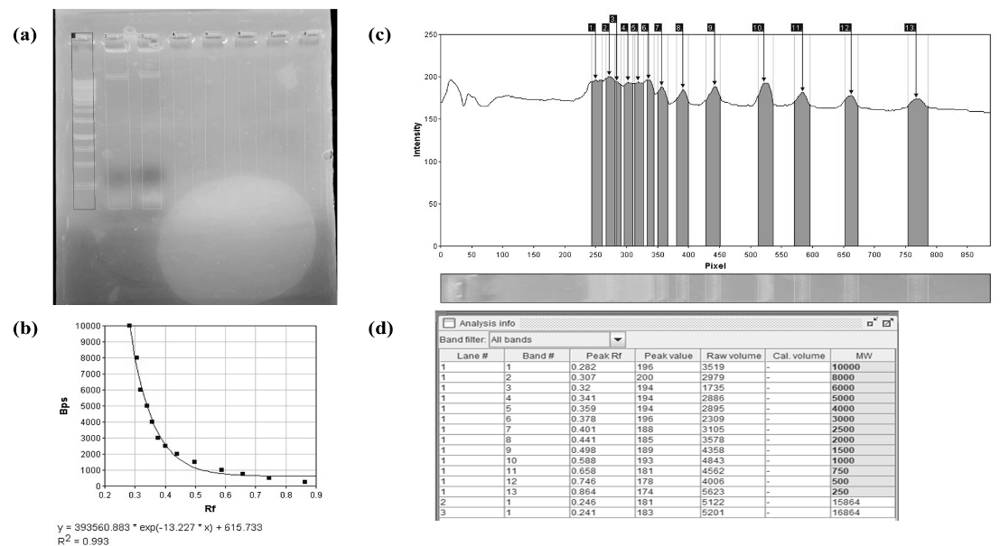 (a)
2 3 4 5 6 7 8
(c)
1 2 3 4 5 6 7 8 9 10 11 12 13
250
200
150
100
50
0
Intensity
0 50 100 150 200 250 300 350 400 450 500 550 600 650 700 750 800 850
Pixel
(b)
10000
9000
8000
7000
6000
5000
4000
3000
2000
1000
0
Bps
0.2 0.3 0.4 0.5 0.6 0.7 0.8 0.9
Rf
y = 393560.883 * exp(-13.227 * x) + 615.733
R2 = 0.993
(d)
Analysis info
Band filter: All bands
Lane # Band # Peak Rf Peak value Raw volume Cal. volume MW
1 1 0.282 196 3519 - 10000
1 2 0.307 200 2979 - 8000
1 3 0.32 194 1735 - 6000
1 4 0.341 194 2886 - 5000
1 5 0.359 194 2895 - 4000
1 6 0.378 196 2309 - 3000
1 7 0.401 188 3105 - 2500
1 8 0.441 185 3578 - 2000
1 9 0.498 189 4358 - 1500
1 10 0.588 193 4843 - 1000
1 11 0.658 181 4562 - 750
1 12 0.746 178 4006 - 500
1 13 0.864 174 5623 - 250
2 1 0.246 181 5122 - 15864
3 1 0.241 183 5201 - 16864